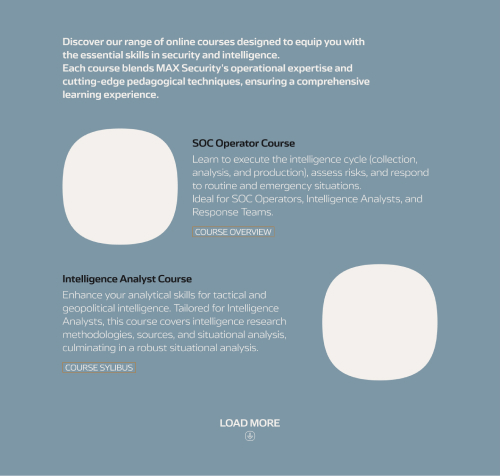 Discover our range of online courses designed to equip you with
the essential skills in security and intelligence.
Each course blends MAX Security's operational expertise and
cutting-edge pedagogical techniques, ensuring a comprehensive
learning experience.
SOC Operator Course
Learn to execute the intelligence cycle (collection,
analysis, and production), assess risks, and respond
to routine and emergency situations.
Ideal for SOC Operators, Intelligence Analysts, and
Response Teams.
COURSE OVERVIEW
Intelligence Analyst Course
Enhance your analytical skills for tactical and
geopolitical intelligence. Tailored for Intelligence
Analysts, this course covers intelligence research
methodologies, sources, and situational analysis,
culminating in a robust situational analysis.
COURSE SYLIBUS
LOAD MORE